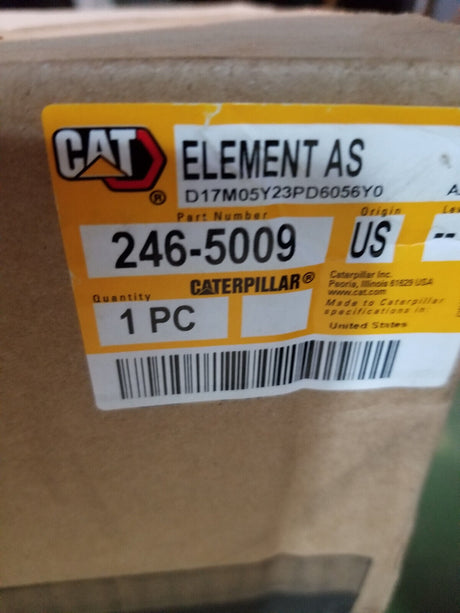 CAT
ELEMENT AS
D17M05Y23PD6056Y0
®
Part Number
Origin
246-5009
US
--
CATERPILLAR®
Caterpillar Inc.
Peoria, Illinois 61629 USA
www.cat.com
Quantity
Made to Caterpillar
specifications in:
1 PC
United States